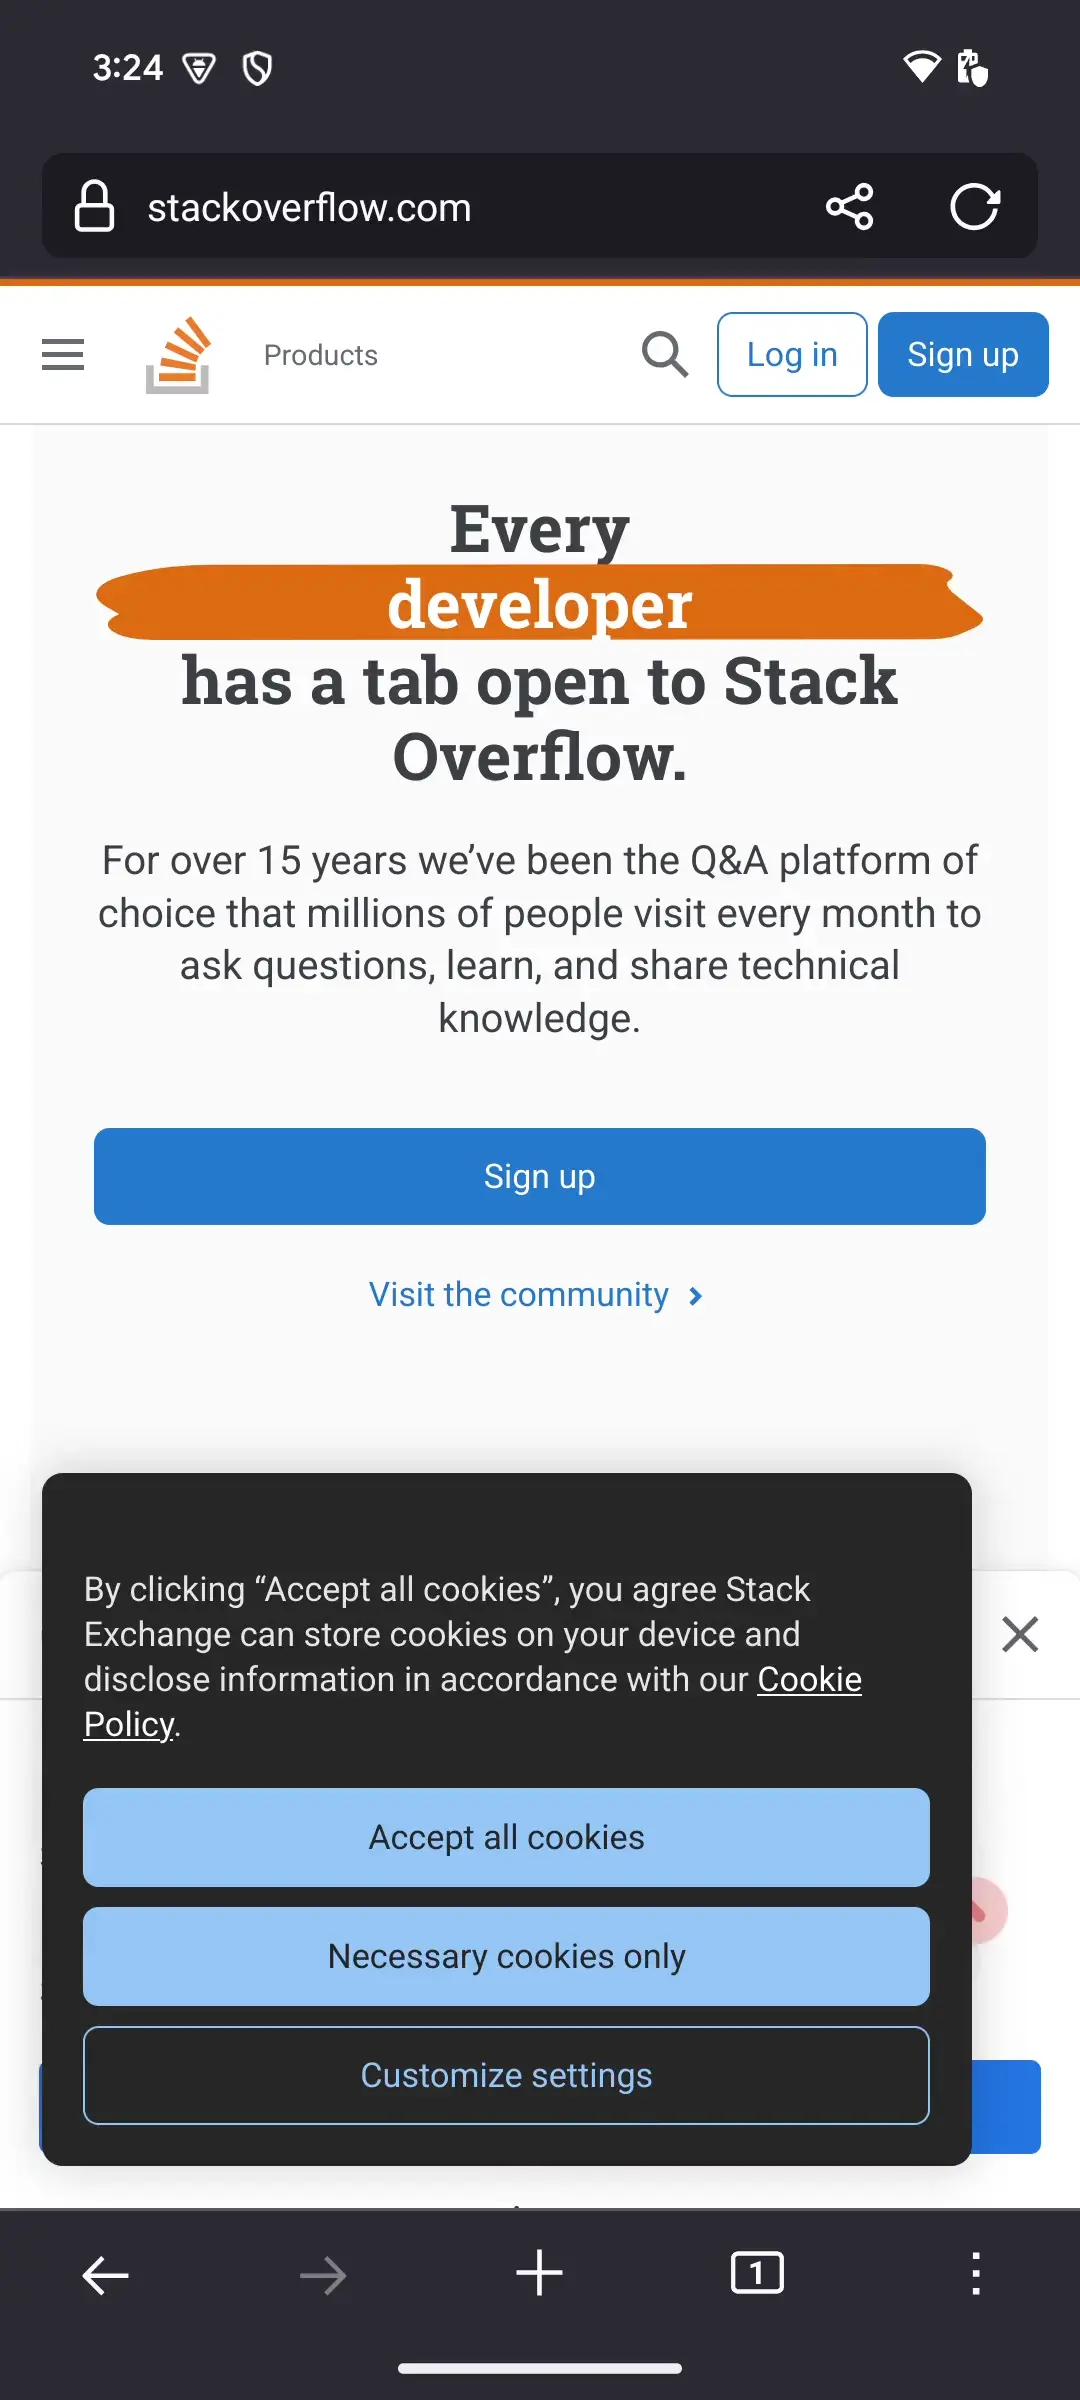 3:24
stackoverflow.com
Products
Log in
Sign up
Every
developer
has a tab open to Stack
Overflow.
For over 15 years we’ve been the Q&A platform of
choice that millions of people visit every month to
ask questions, learn, and share technical
knowledge.
Sign up
Visit the community
By clicking “Accept all cookies”, you agree Stack
Exchange can store cookies on your device and
disclose information in accordance with our Cookie
Policy.
Accept all cookies
Necessary cookies only
Customize settings
1